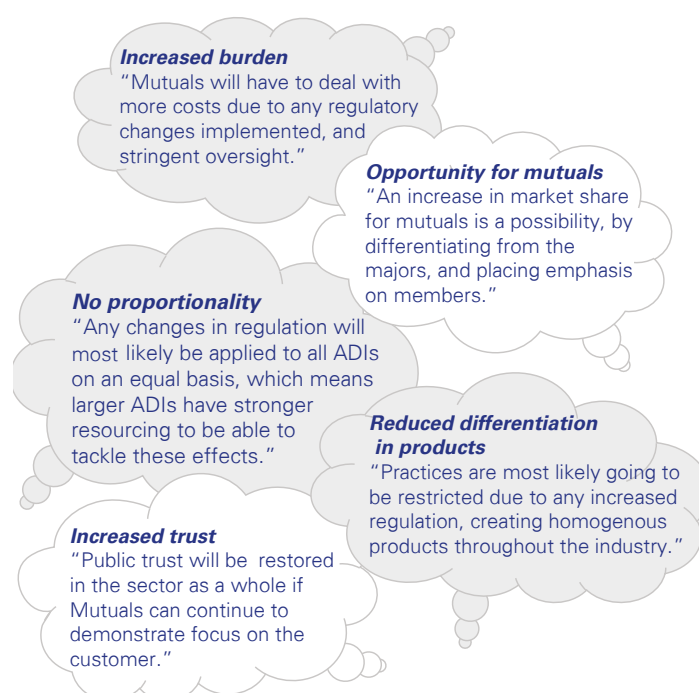 Increased burden
“Mutuals will have to deal with
more costs due to any regulatory
changes implemented, and
stringent oversight.”
Opportunity for mutuals
“An increase in market share
for mutuals is a possibility, by
differentiating from the
majors, and placing emphasis
on members.”
No proportionality
“Any changes in regulation will
most likely be applied to all ADIs
on an equal basis, which means
larger ADIs have stronger
resourcing to be able to
tackle these effects.”
Reduced differentiation
in products
“Practices are most likely going to
be restricted due to any increased
regulation, creating homogenous
products throughout the industry.”
Increased trust
“Public trust will be restored
in the sector as a whole if
Mutuals can continue to
demonstrate focus on the
customer.”